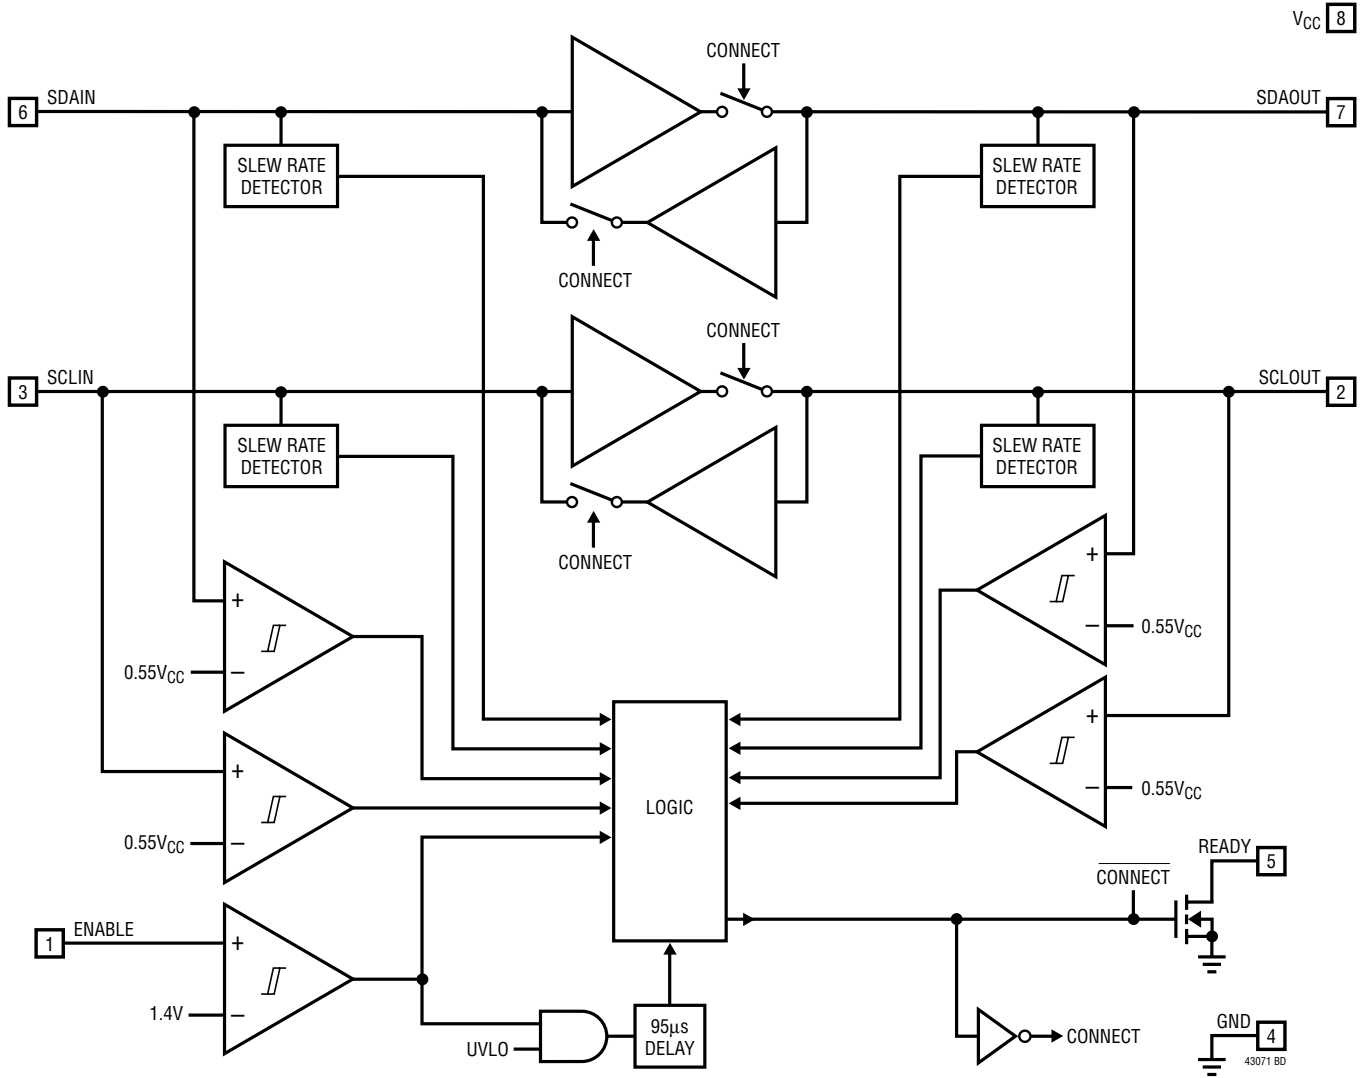 VCC 8
CONNECT
6 SDAIN
SDAOUT 7
SLEW RATE
DETECTOR
SLEW RATE
DETECTOR
CONNECT
CONNECT
3 SCLIN
SCLOUT 2
SLEW RATE
DETECTOR
SLEW RATE
DETECTOR
CONNECT
+
−
0.55VCC
+
−
0.55VCC
+
−
0.55VCC
+
−
0.55VCC
LOGIC
READY 5
CONNECT
1 ENABLE
+
−
1.4V
UVLO
95µs
DELAY
CONNECT
GND 4
43071 BD